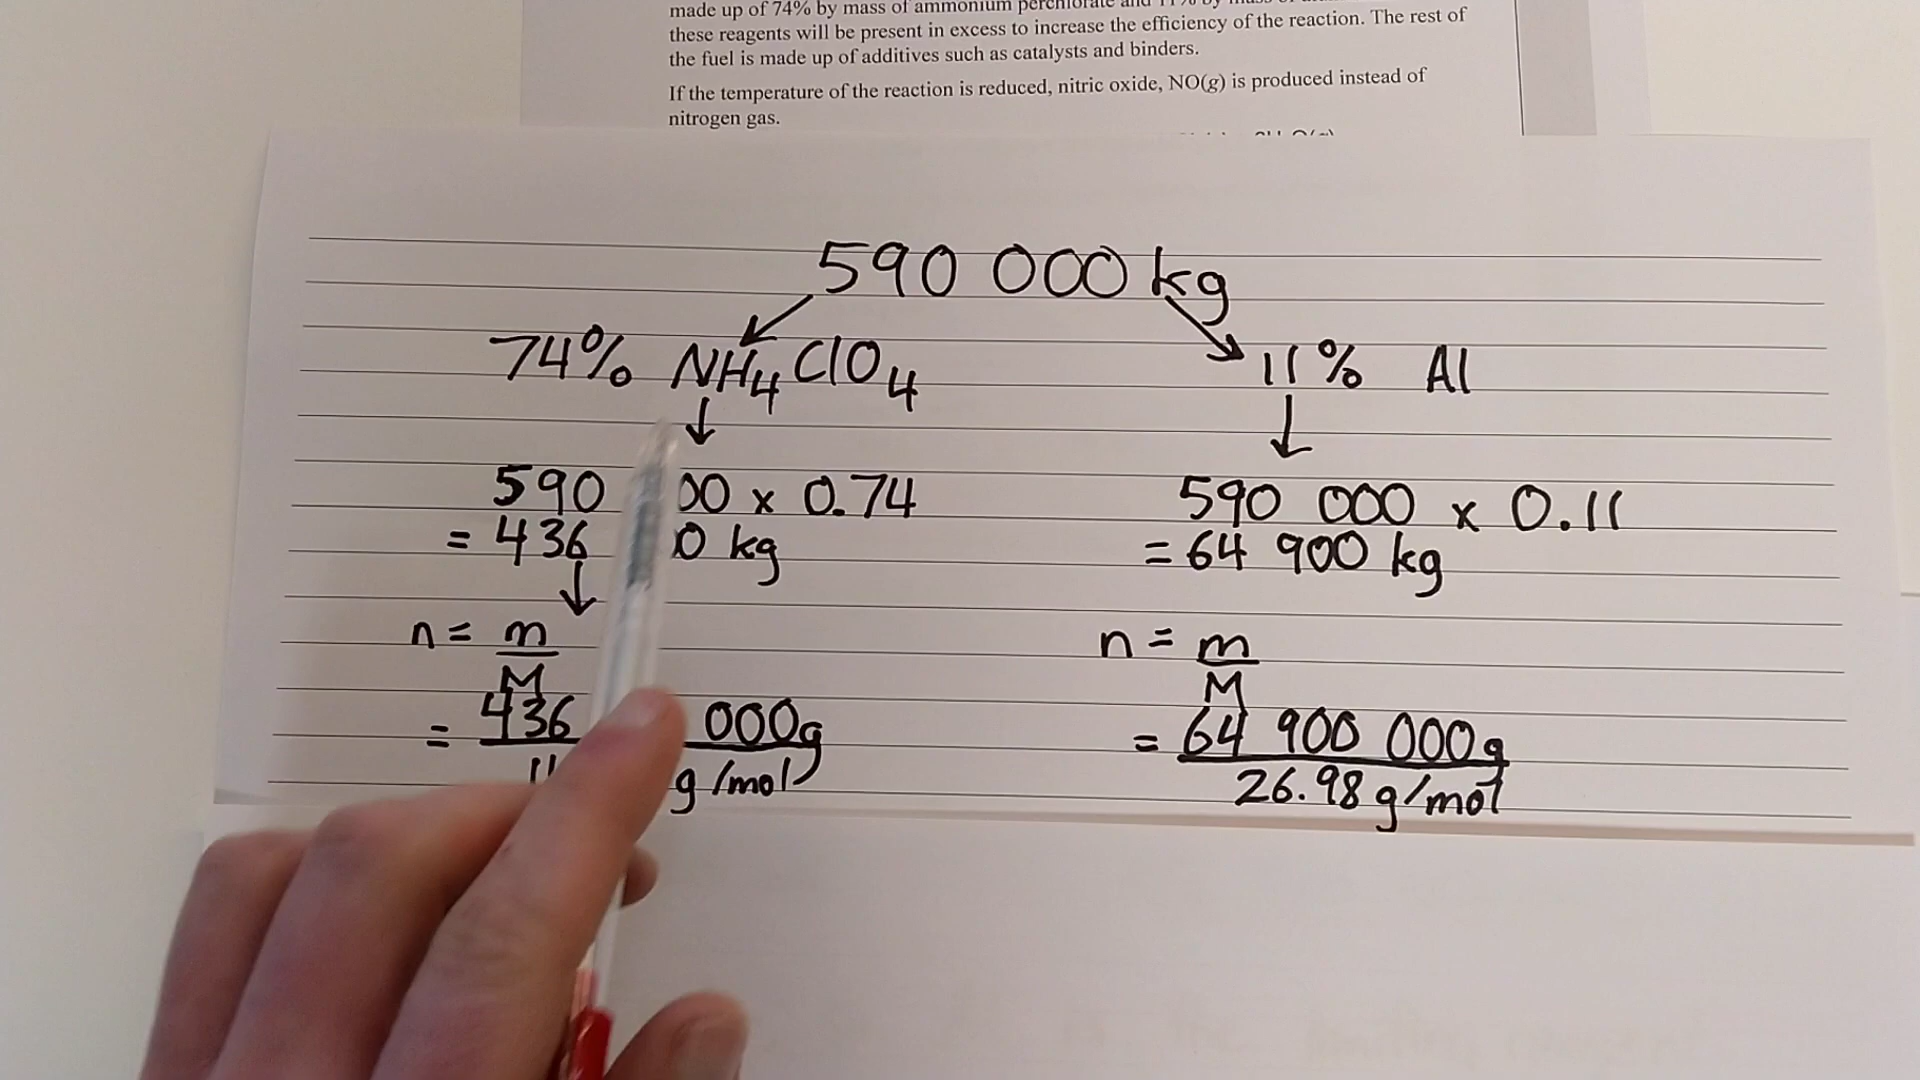 made up of 74% by mass of ammonium perchlorate and 11% by mass of
these reagents will be present in excess to increase the efficiency of the reaction. The rest of
the fuel is made up of additives such as catalysts and binders.
If the temperature of the reaction is reduced, nitric oxide, NO(g) is produced instead of
nitrogen gas.
590 000 kg
74% NH₄ClO₄ 11% Al
590 00 x 0.74 590 000 x 0.11
= 436 0 kg = 64 900 kg
n = m n = m
M M
= 436 000g = 64 900 000g
g/mol 26.98 g/mol